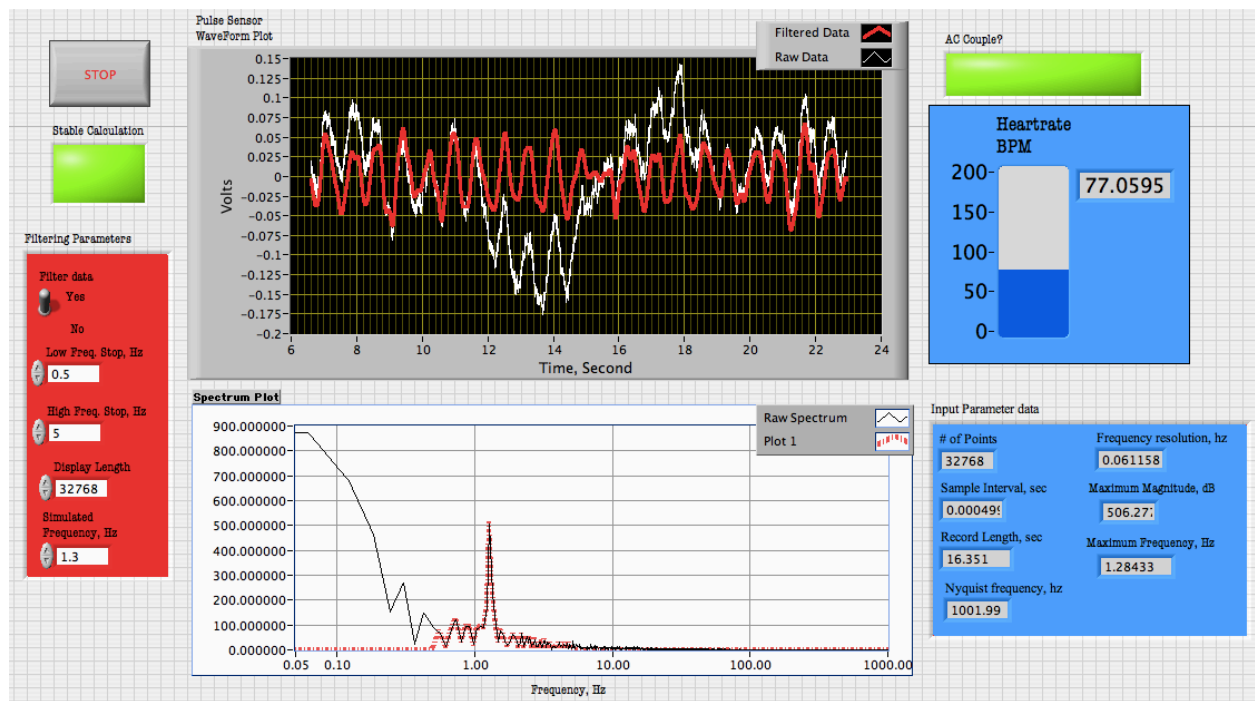 STOP
Stable Calculation
Filtering Parameters
Filter data
Yes
No
Low Freq. Stop, Hz
0.5
High Freq. Stop, Hz
5
Display Length
32768
Simulated
Frequency, Hz
1.3
Pulse Sensor
WaveForm Plot
Filtered Data
Raw Data
Volts
0.15
0.125
0.1
0.075
0.05
0.025
0
-0.025
-0.05
-0.075
-0.1
-0.125
-0.15
-0.175
-0.2
6 8 10 12 14 16 18 20 22 24
Time, Second
Spectrum Plot
Raw Spectrum
Plot 1
900.000000
800.000000
700.000000
600.000000
500.000000
400.000000
300.000000
200.000000
100.000000
0.000000
0.05 0.10 1.00 10.00 100.00 1000.00
Frequency, Hz
AC Couple?
Heartrate
BPM
200
150
100
50
0
77.0595
Input Parameter data
# of Points
32768
Sample Interval, sec
0.000499
Record Length, sec
16.351
Nyquist frequency, hz
1001.99
Frequency resolution, hz
0.061158
Maximum Magnitude, dB
506.27
Maximum Frequency, Hz
1.28433